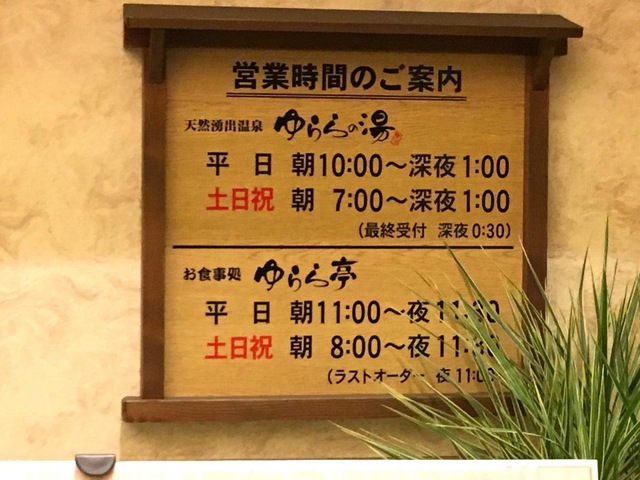 営業時間のご案内
天然湧出温泉 ゆららの湯
平日 朝10:00～深夜1:00
土日祝 朝 7:00～深夜1:00
(最終受付 深夜0:30)
お食事処 ゆらら亭
平日 朝11:00～夜11:30
土日祝 朝 8:00～夜11:30
(ラストオーダー 夜11:00